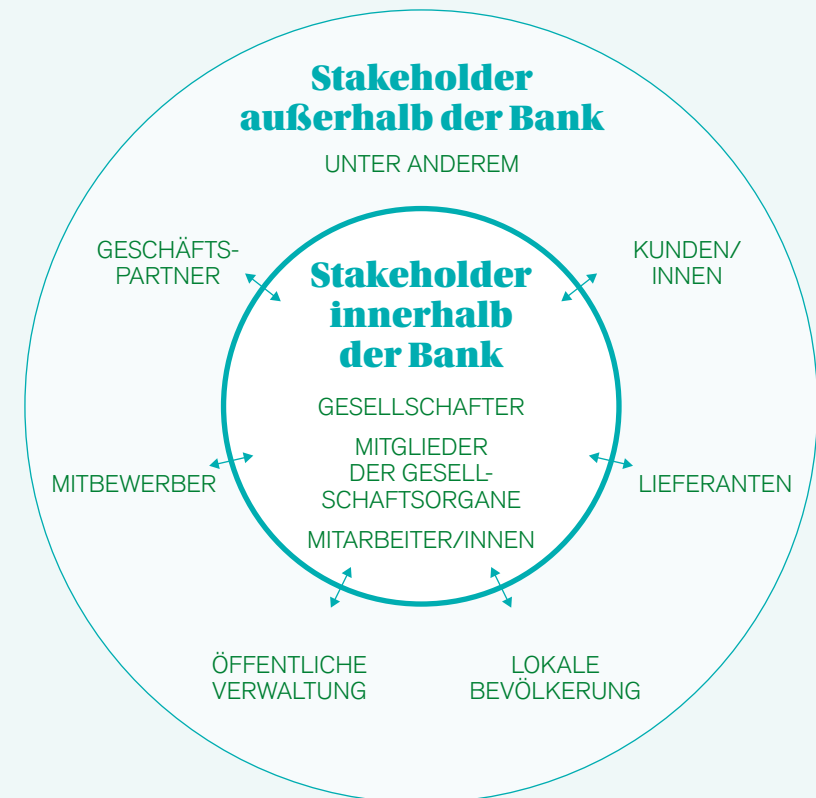 Stakeholder
außerhalb der Bank
UNTER ANDEREM
GESCHÄFTS-
PARTNER
KUNDEN/
INNEN
Stakeholder
innerhalb
der Bank
GESELLSCHAFTER
MITGLIEDER
DER GESELL-
SCHAFTSORGANE
MITARBEITER/INNEN
MITBEWERBER
LIEFERANTEN
ÖFFENTLICHE
VERWALTUNG
LOKALE
BEVÖLKERUNG